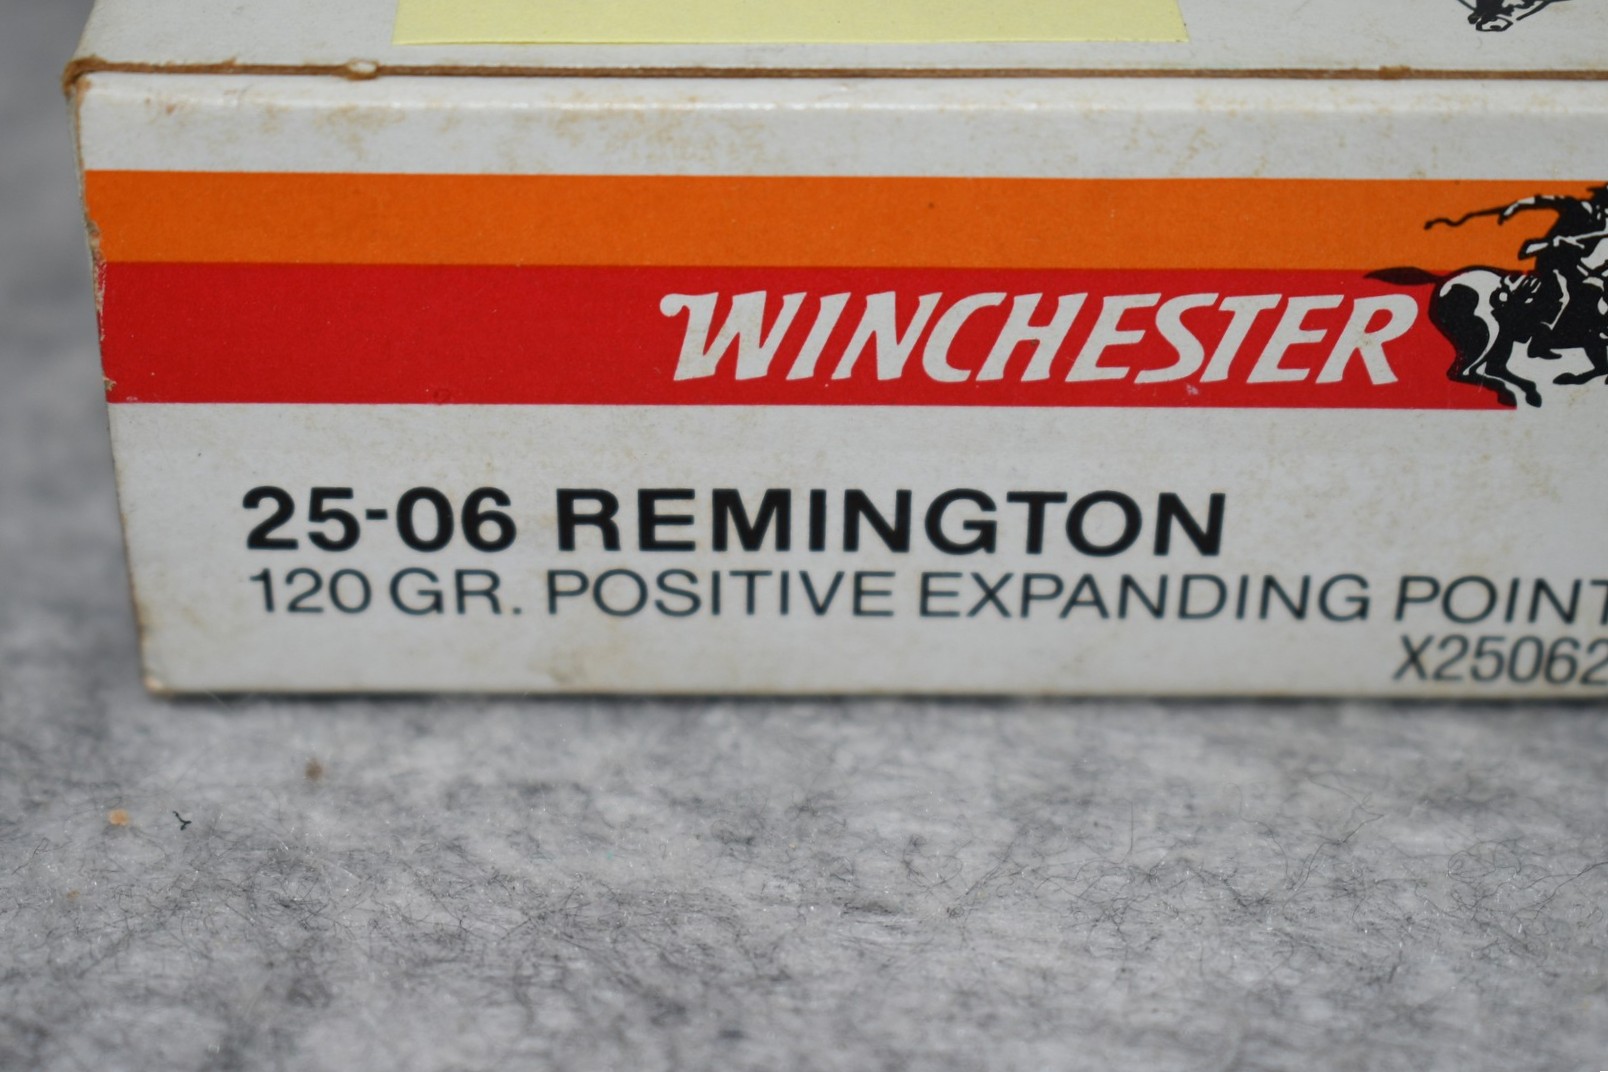 WINCHESTER
25-06 REMINGTON
120 GR. POSITIVE EXPANDING POINT
X25062